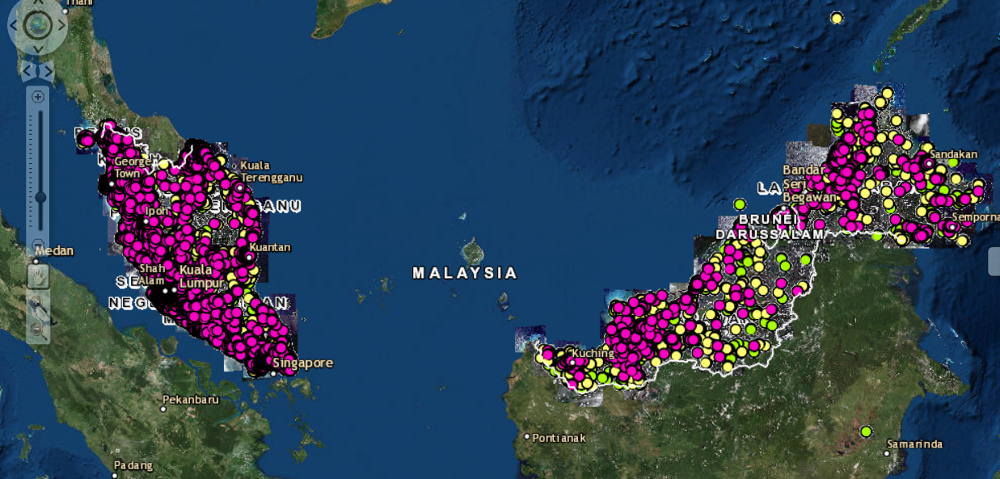 Thani
George
Town
Kuala
Terengganu
Ipoh
Kuantan
Medan
Shah
Alam
Kuala
Lumpur
Singapore
Pekanbaru
Padang
MALAYSIA
Sandakan
Bandar
Seri
Begawan
BRUNEI
DARUSSALAM
Semporna
Kuching
Pontianak
Samarinda